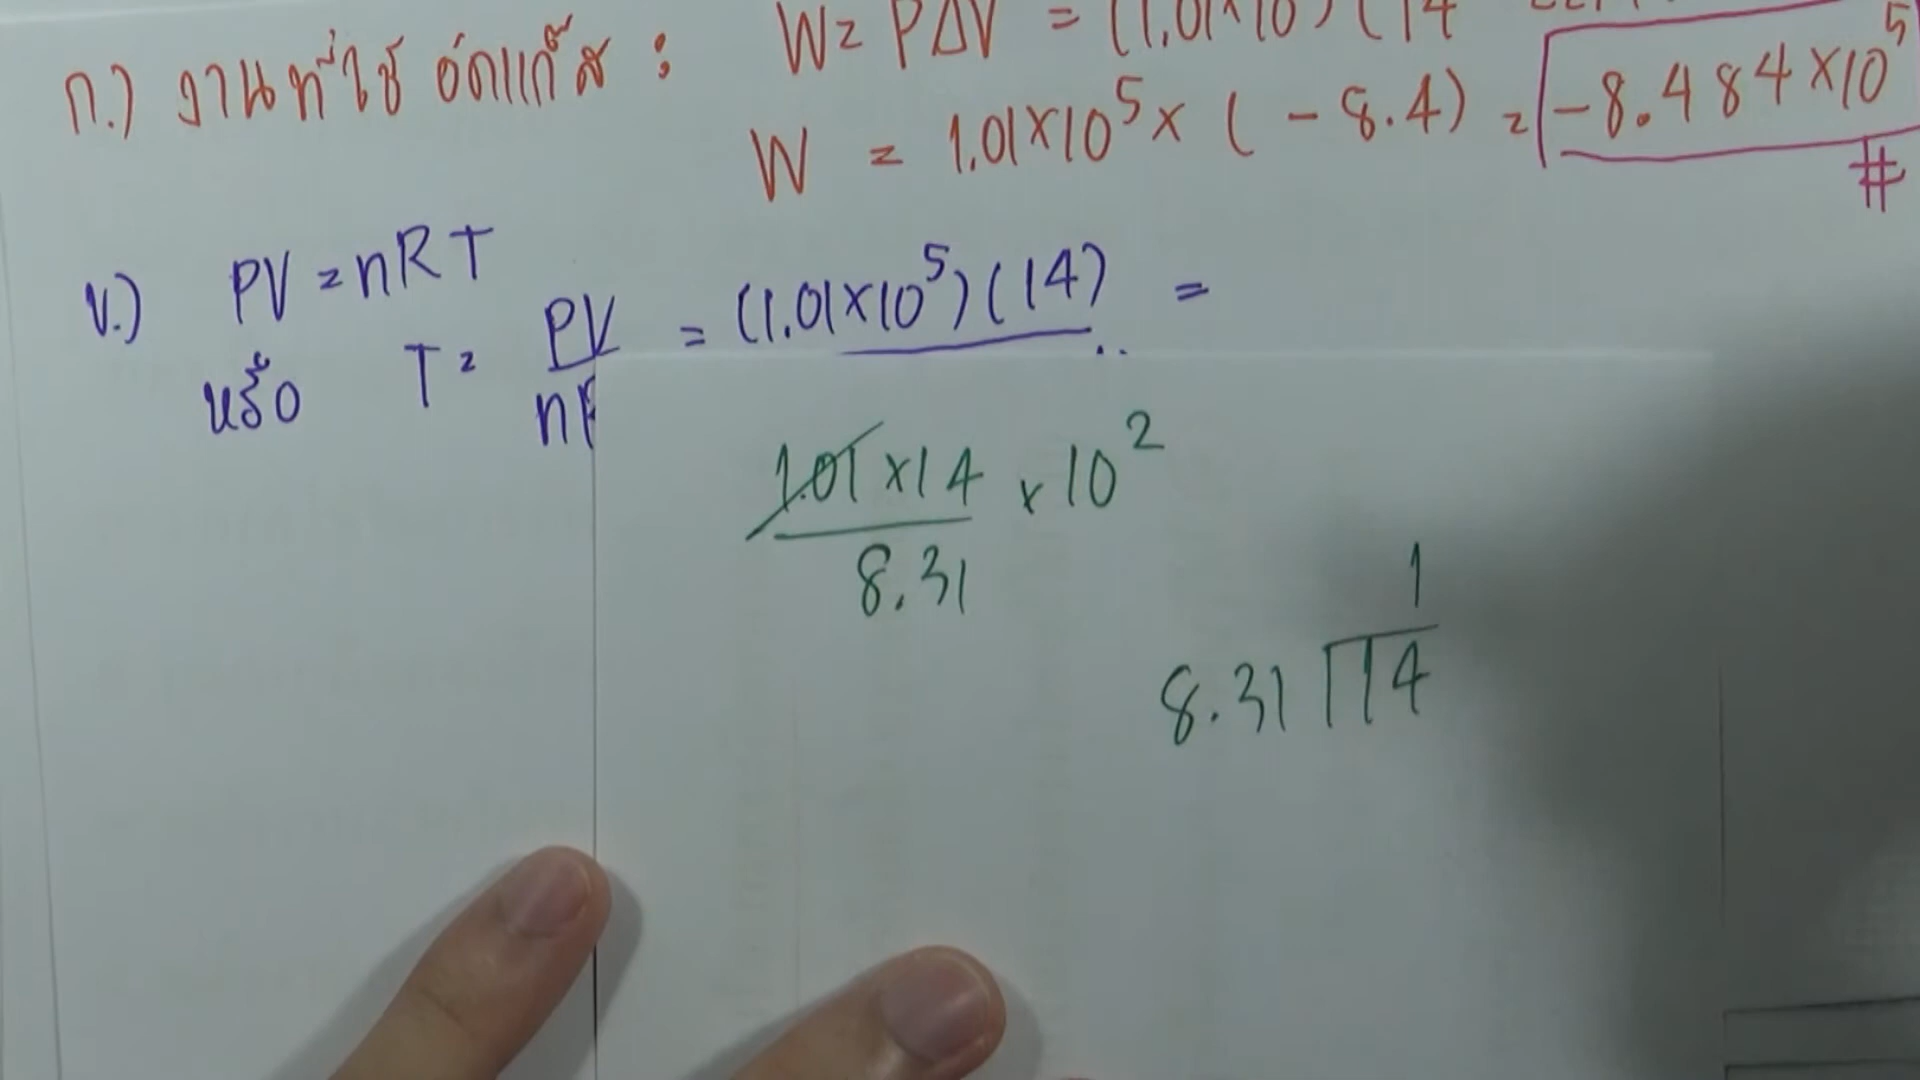 ก.) งานที่ใช้ อัดแก๊ส : W = PΔV = (1.01×10 ) (14
W = 1.01×10⁵ × ( - 8.4) = -8.484×10⁵
#
ข.) PV = nRT
หรือ T = PV/n = (1.01×10⁵)(14) =
1.01×14/8.31 × 10²
1
8.31 14